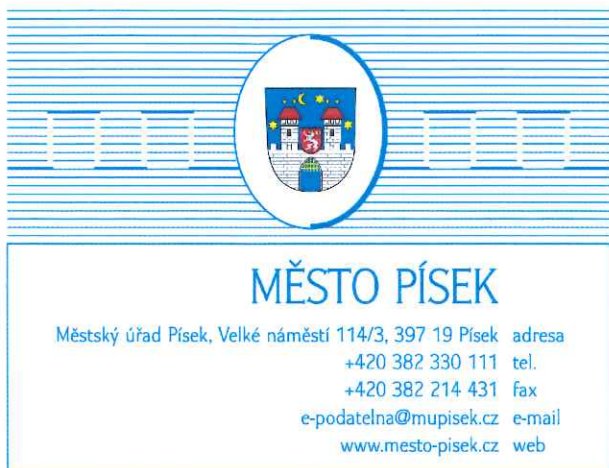 MĚSTO PÍSEK
Městský úřad Písek, Velké náměstí 114/3, 397 19 Písek adresa
+420 382 330 111 tel.
+420 382 214 431 fax
e-podatelna@mupisek.cz e-mail
www.mesto-pisek.cz web